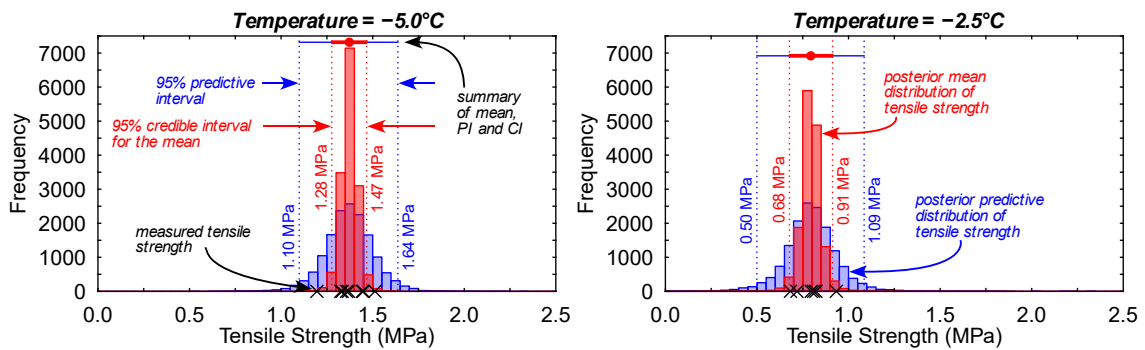 Temperature = −5.0°C
Frequency
7000
6000
5000
4000
3000
2000
1000
0
95% predictive
interval
95% credible interval
for the mean
summary
of mean,
PI and CI
measured tensile
strength
1.10 MPa
1.28 MPa
1.47 MPa
1.64 MPa
0.0
0.5
1.0
1.5
2.0
2.5
Tensile Strength (MPa)
Temperature = −2.5°C
Frequency
7000
6000
5000
4000
3000
2000
1000
0
posterior mean
distribution of
tensile strength
posterior predictive
distribution of
tensile strength
0.50 MPa
0.68 MPa
0.91 MPa
1.09 MPa
0.0
0.5
1.0
1.5
2.0
2.5
Tensile Strength (MPa)